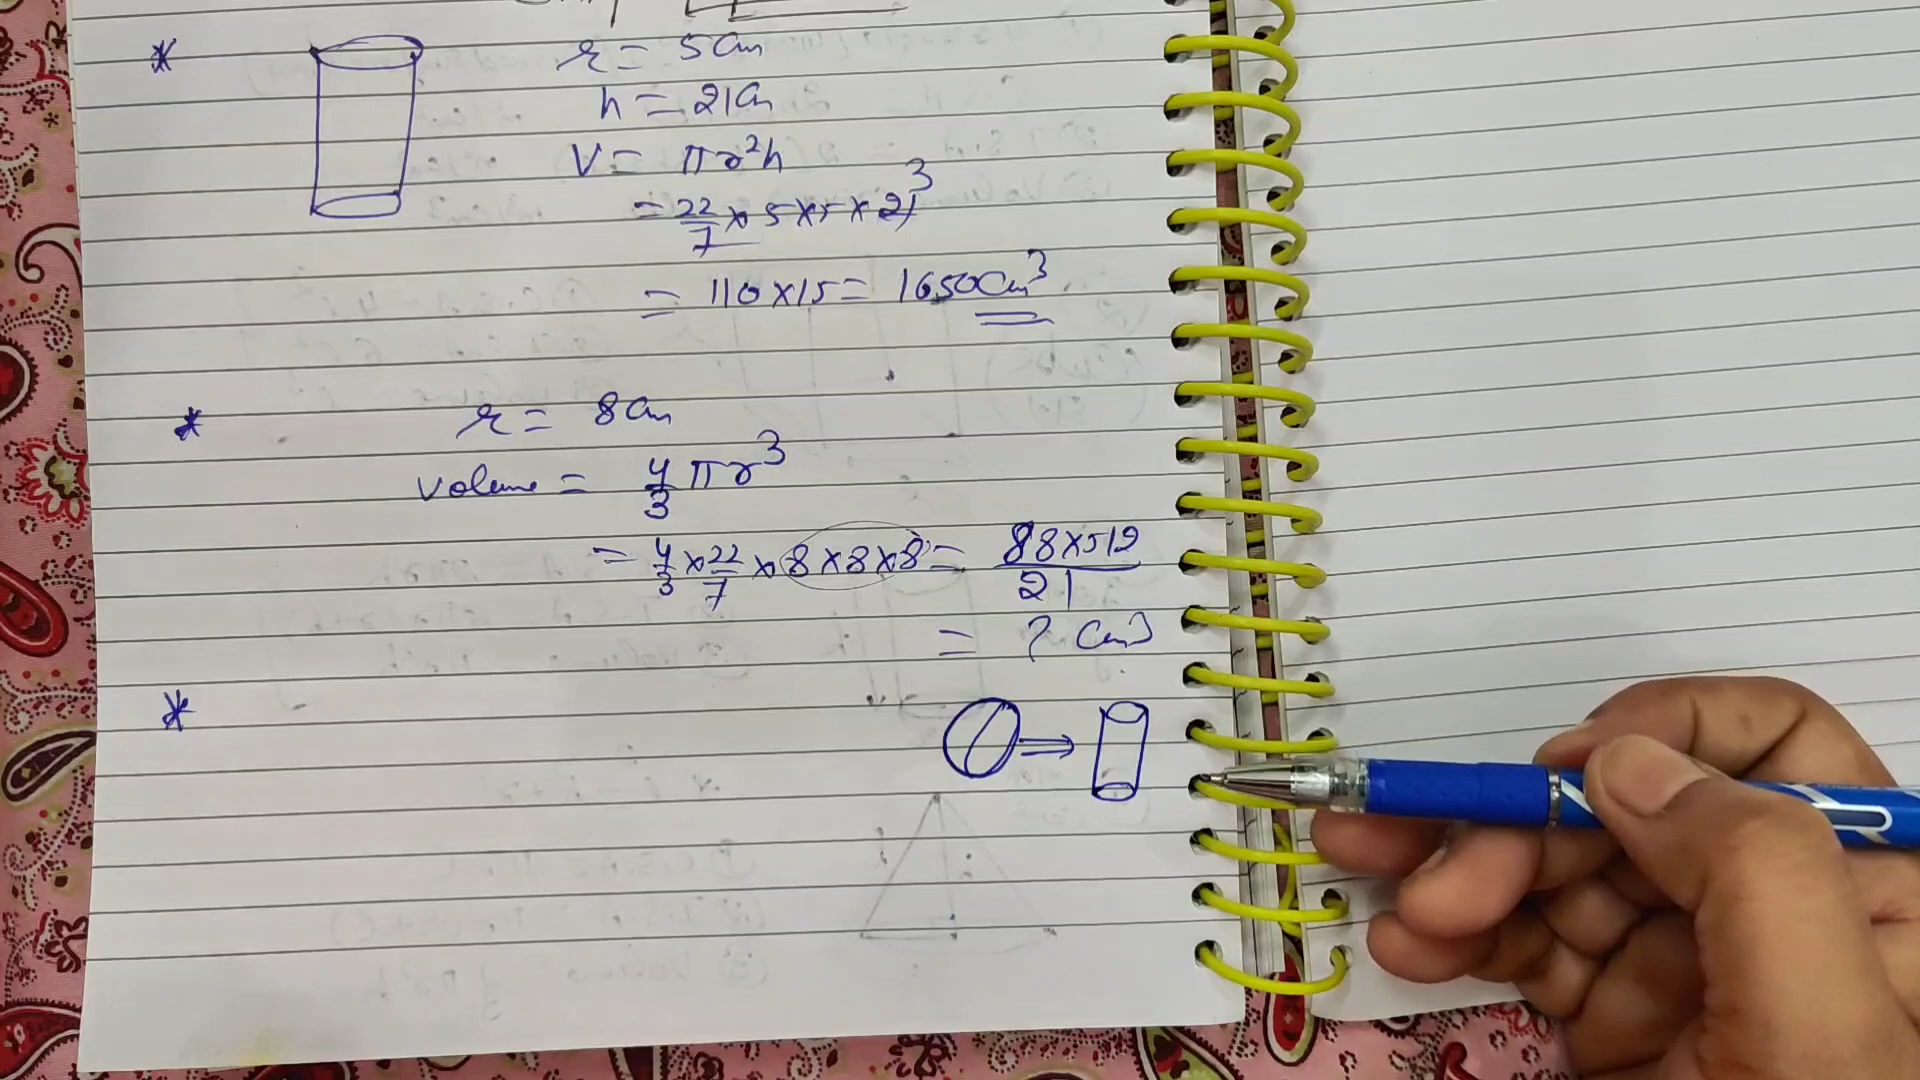 * r = 5cm
h = 21cm
V = πr²h
= 22/7 × 5 × 5 × 21 3
= 110 × 15 = 1650cm³
* r = 8cm
volume = 4/3 πr³
= 4/3 × 22/7 × 8 × 8 × 8 = 88×512/21
= ? cm³
* ⇒